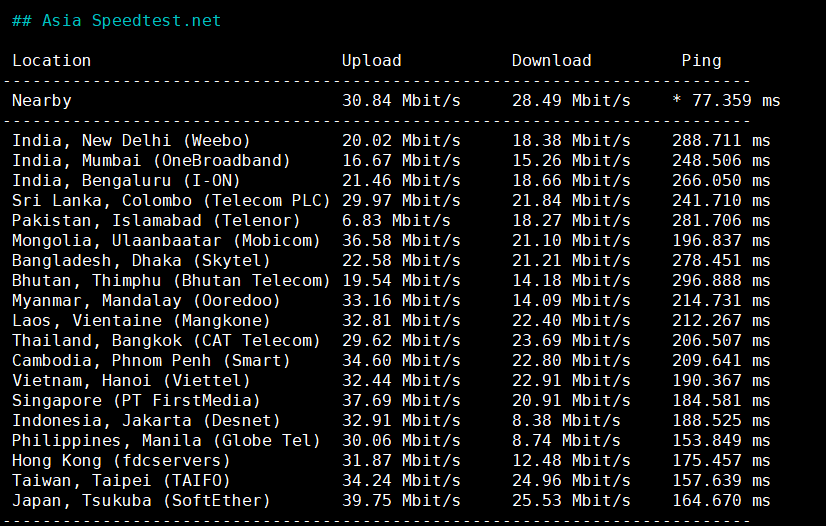 ## Asia Speedtest.net
Location Upload Download Ping
---------------------------------------------------------------------------
Nearby 30.84 Mbit/s 28.49 Mbit/s * 77.359 ms
---------------------------------------------------------------------------
India, New Delhi (Weebo) 20.02 Mbit/s 18.38 Mbit/s 288.711 ms
India, Mumbai (OneBroadband) 16.67 Mbit/s 15.26 Mbit/s 248.506 ms
India, Bengaluru (I-ON) 21.46 Mbit/s 18.66 Mbit/s 266.050 ms
Sri Lanka, Colombo (Telecom PLC) 29.97 Mbit/s 21.84 Mbit/s 241.710 ms
Pakistan, Islamabad (Telenor) 6.83 Mbit/s 18.27 Mbit/s 281.706 ms
Mongolia, Ulaanbaatar (Mobicom) 36.58 Mbit/s 21.10 Mbit/s 196.837 ms
Bangladesh, Dhaka (Skytel) 22.58 Mbit/s 21.21 Mbit/s 278.451 ms
Bhutan, Thimphu (Bhutan Telecom) 19.54 Mbit/s 14.18 Mbit/s 296.888 ms
Myanmar, Mandalay (Ooredoo) 33.16 Mbit/s 14.09 Mbit/s 214.731 ms
Laos, Vientaine (Mangkone) 32.81 Mbit/s 22.40 Mbit/s 212.267 ms
Thailand, Bangkok (CAT Telecom) 29.62 Mbit/s 23.69 Mbit/s 206.507 ms
Cambodia, Phnom Penh (Smart) 34.60 Mbit/s 22.80 Mbit/s 209.641 ms
Vietnam, Hanoi (Viettel) 32.44 Mbit/s 22.91 Mbit/s 190.367 ms
Singapore (PT FirstMedia) 37.69 Mbit/s 20.91 Mbit/s 184.581 ms
Indonesia, Jakarta (Desnet) 32.91 Mbit/s 8.38 Mbit/s 188.525 ms
Philippines, Manila (Globe Tel) 30.06 Mbit/s 8.74 Mbit/s 153.849 ms
Hong Kong (fdcservers) 31.87 Mbit/s 12.48 Mbit/s 175.457 ms
Taiwan, Taipei (TAIFO) 34.24 Mbit/s 24.96 Mbit/s 157.639 ms
Japan, Tsukuba (SoftEther) 39.75 Mbit/s 25.53 Mbit/s 164.670 ms
---------------------------------------------------------------------------